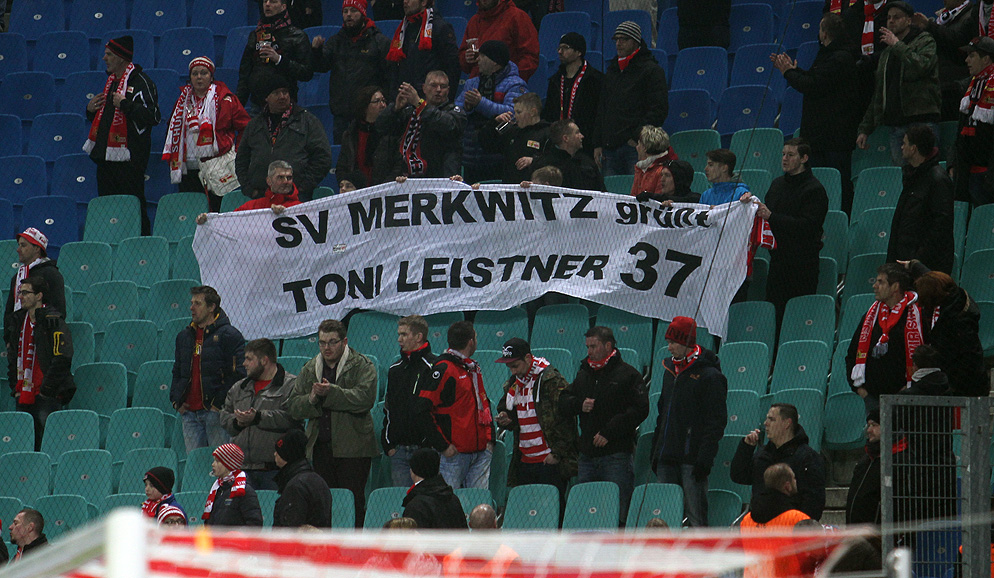 SV MERKWITZ grüßt
TONI LEISTNER 37